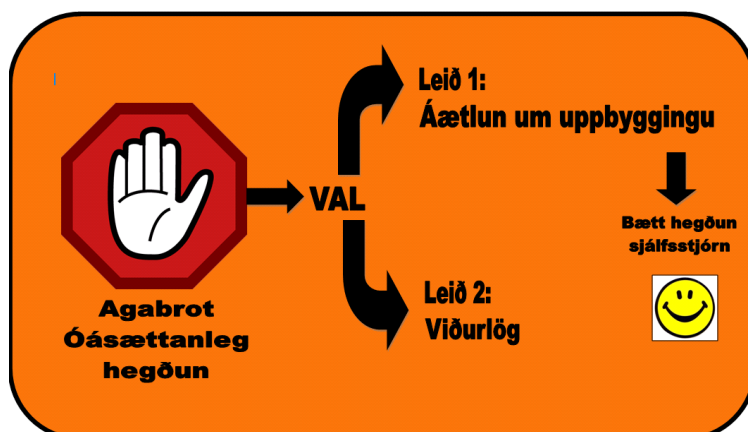 Agabrot
Óásættanleg
hegðun
VAL
Leið 1:
Áætlun um uppbyggingu
Bætt hegðun
sjálfsstjórn
Leið 2:
Viðurlög